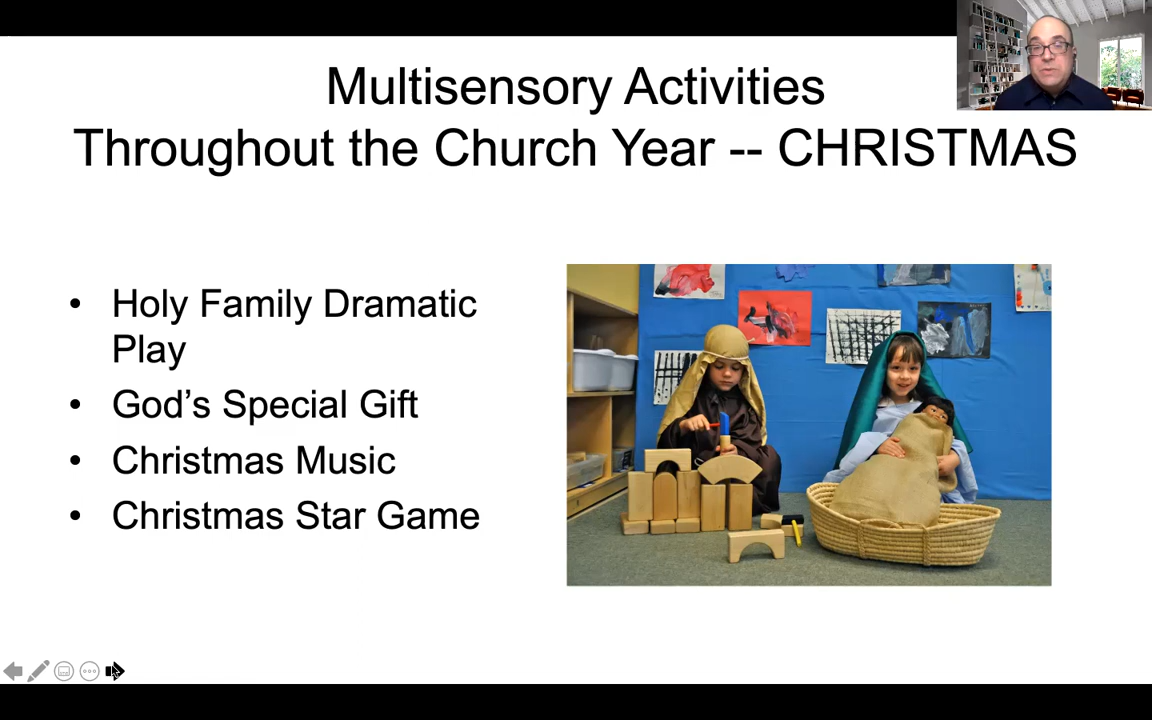 Multisensory Activities
Throughout the Church Year -- CHRISTMAS
• Holy Family Dramatic
Play
• God’s Special Gift
• Christmas Music
• Christmas Star Game